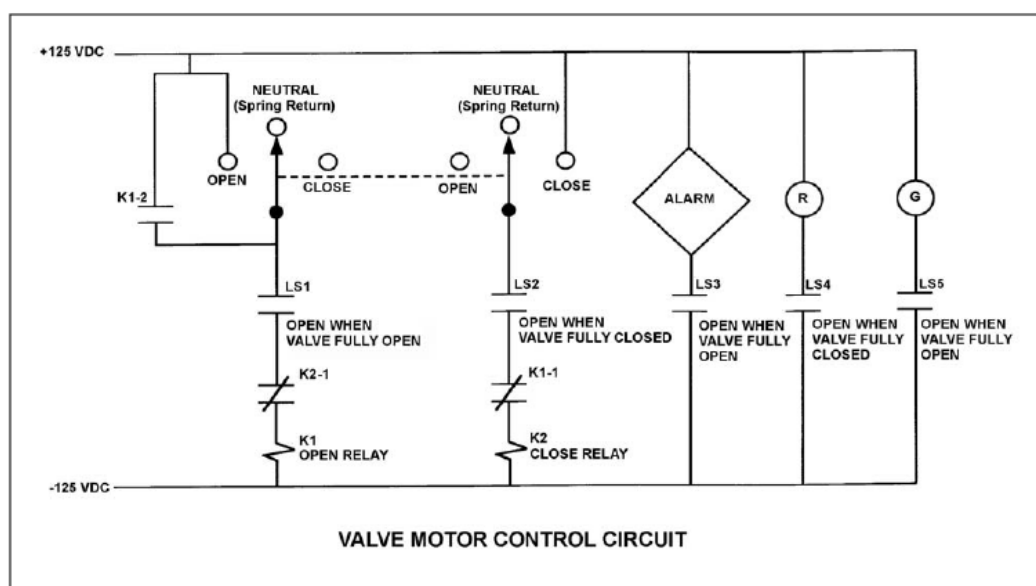 +125 VDC
NEUTRAL
(Spring Return)
NEUTRAL
(Spring Return)
OPEN
CLOSE
OPEN
CLOSE
K1-2
ALARM
R
G
LS1
LS2
LS3
LS4
LS5
OPEN WHEN
VALVE FULLY OPEN
OPEN WHEN
VALVE FULLY CLOSED
OPEN WHEN
VALVE FULLY
OPEN
OPEN WHEN
VALVE FULLY
CLOSED
OPEN WHEN
VALVE FULLY
OPEN
K2-1
K1-1
K1
OPEN RELAY
K2
CLOSE RELAY
-125 VDC
VALVE MOTOR CONTROL CIRCUIT